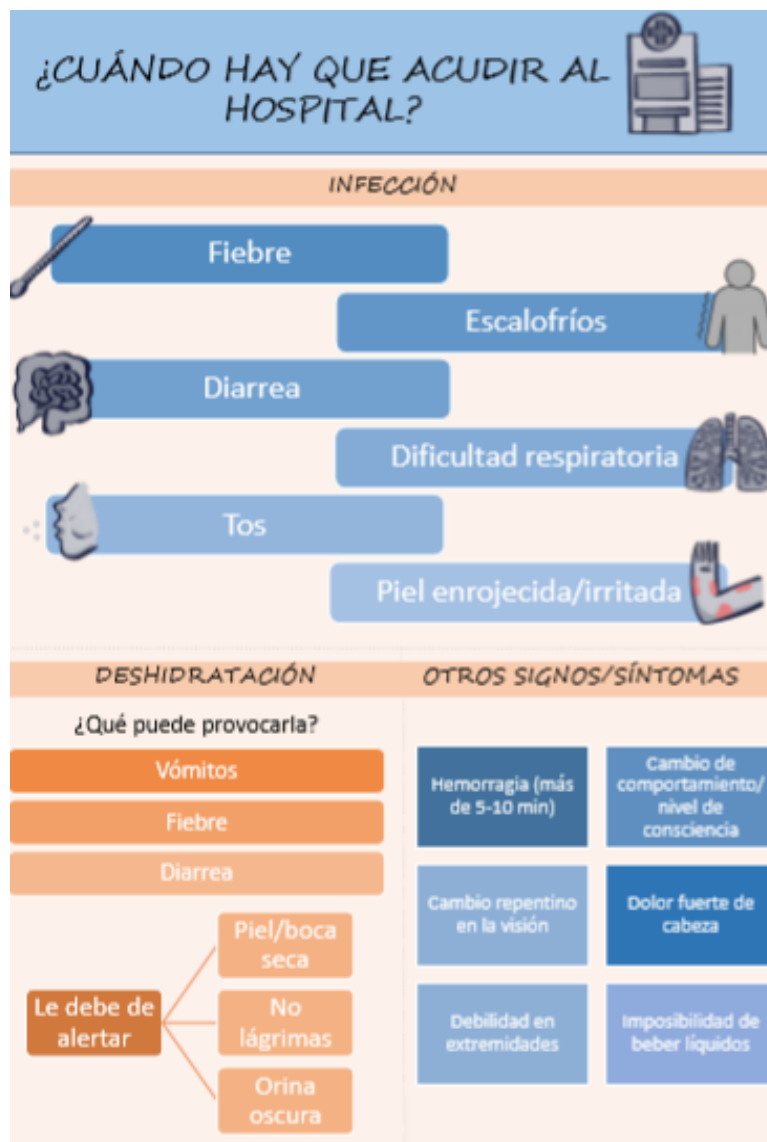 ¿CUÁNDO HAY QUE ACUDIR AL
HOSPITAL?
INFECCIÓN
Fiebre
Escalofríos
Diarrea
Dificultad respiratoria
Tos
Piel enrojecida/irritada
DESHIDRATACIÓN
¿Qué puede provocarla?
Vómitos
Fiebre
Diarrea
Le debe de
alertar
Piel/boca
seca
No
lágrimas
Orina
oscura
OTROS SIGNOS/SÍNTOMAS
Hemorragia (más
de 5-10 min)
Cambio de
comportamiento/
nivel de
consciencia
Cambio repentino
en la visión
Dolor fuerte de
cabeza
Debilidad en
extremidades
Imposibilidad de
beber líquidos